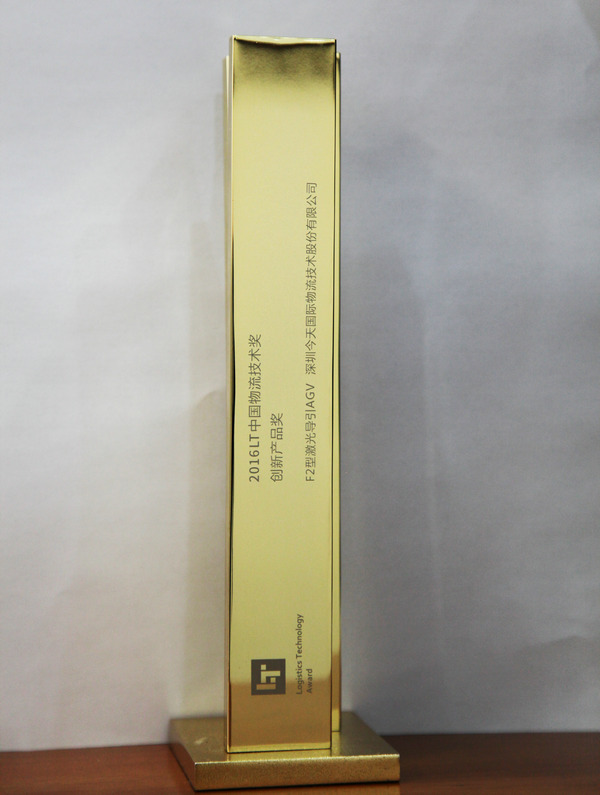 2016LT中国物流技术奖
创新产品奖
F2型激光导引AGV 深圳今天国际物流技术股份有限公司
LT
Logistics Technology
Award